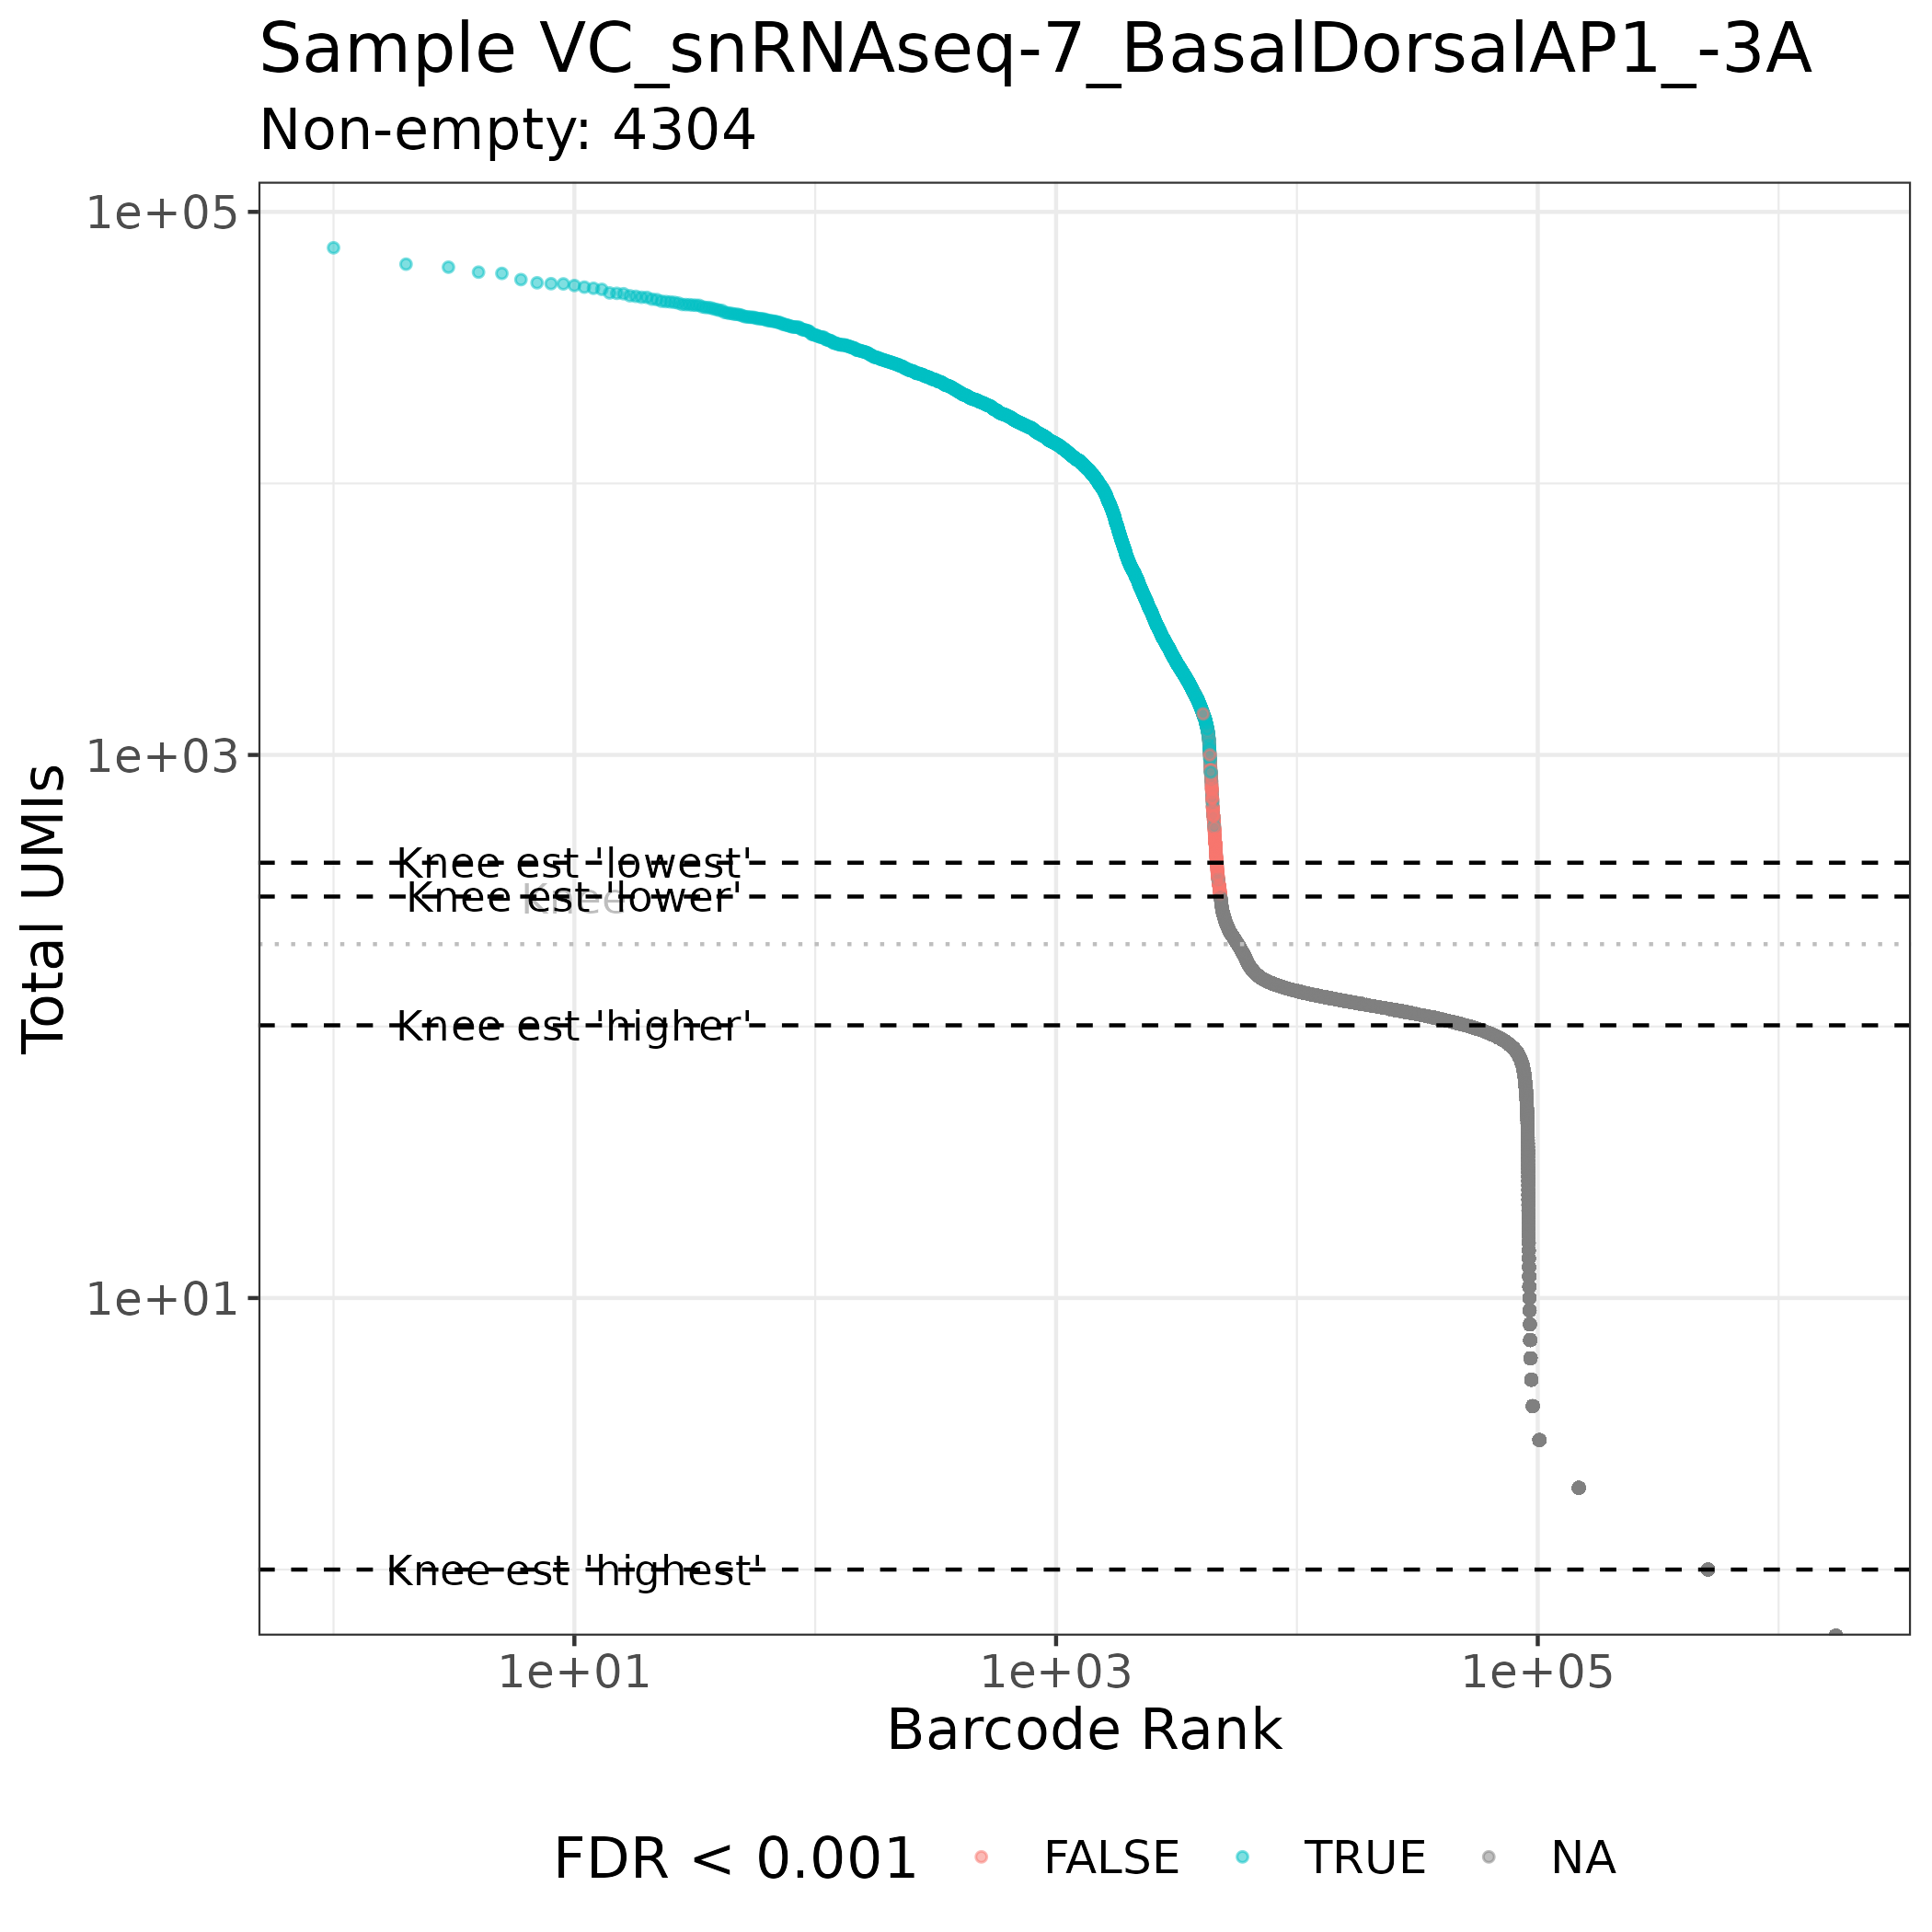 Sample VC_snRNAseq-7_BasalDorsalAP1_-3A
Non-empty: 4304
Total UMIs
1e+05
1e+03
Knee est 'lowest'
Knee est 'lower'
Knee
Knee est 'higher'
1e+01
Knee est 'highest'
1e+01 1e+03 1e+05
Barcode Rank
FDR < 0.001 FALSE TRUE NA